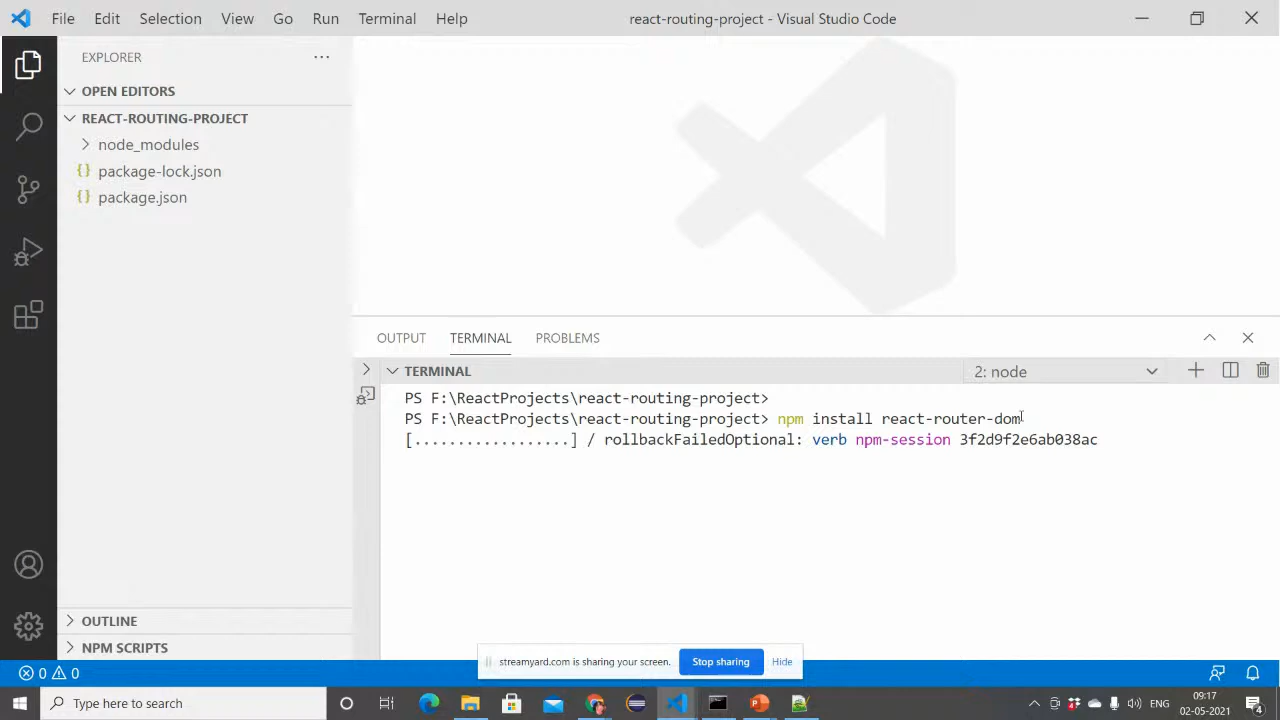 File Edit Selection View Go Run Terminal Help react-routing-project - Visual Studio Code
EXPLORER ...
OPEN EDITORS
REACT-ROUTING-PROJECT
node_modules
{} package-lock.json
{} package.json
OUTPUT TERMINAL PROBLEMS
TERMINAL 2: node
PS F:\ReactProjects\react-routing-project>
PS F:\ReactProjects\react-routing-project> npm install react-router-dom
[..................] / rollbackFailedOptional: verb npm-session 3f2d9f2e6ab038ac
OUTLINE
NPM SCRIPTS
streamyard.com is sharing your screen. Stop sharing Hide
0 0
Type here to search
ENG
09:17
02-05-2021
4